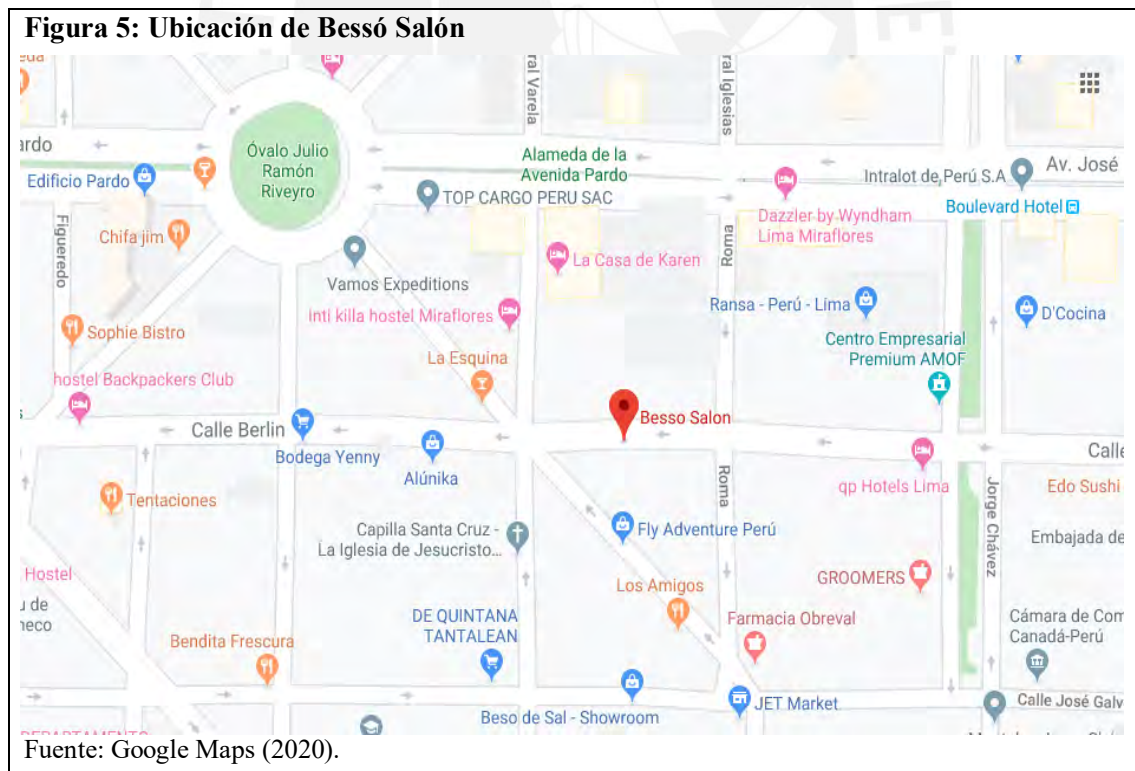 Figura 5: Ubicación de Bessó Salón
eda
ral Varela
ral Iglesias
ardo
Óvalo Julio
Ramón
Riveyro
Alameda de la
Avenida Pardo
Av. José
Intralot de Perú S.A
Edificio Pardo
TOP CARGO PERU SAC
Boulevard Hotel
Dazzler by Wyndham
Lima Miraflores
Figueredo
Chifa jim
Roma
La Casa de Karen
Vamos Expeditions
Ransa - Perú - Lima
inti killa hostel Miraflores
D'Cocina
Sophie Bistro
Centro Empresarial
Premium AMOF
La Esquina
hostel Backpackers Club
Besso Salon
Calle Berlin
Calle
Bodega Yenny
Alúnika
Roma
qp Hotels Lima
Jorge Chávez
Edo Sushi
Tentaciones
Capilla Santa Cruz -
La Iglesia de Jesucristo...
Fly Adventure Perú
Embajada de
Hostel
GROOMERS
Los Amigos
u de
neco
DE QUINTANA
TANTALEAN
Farmacia Obreval
Cámara de Com
Canadá-Perú
Bendita Frescura
JET Market
Calle José Galv
Beso de Sal - Showroom
DEPARTAMENTO
Fuente: Google Maps (2020).